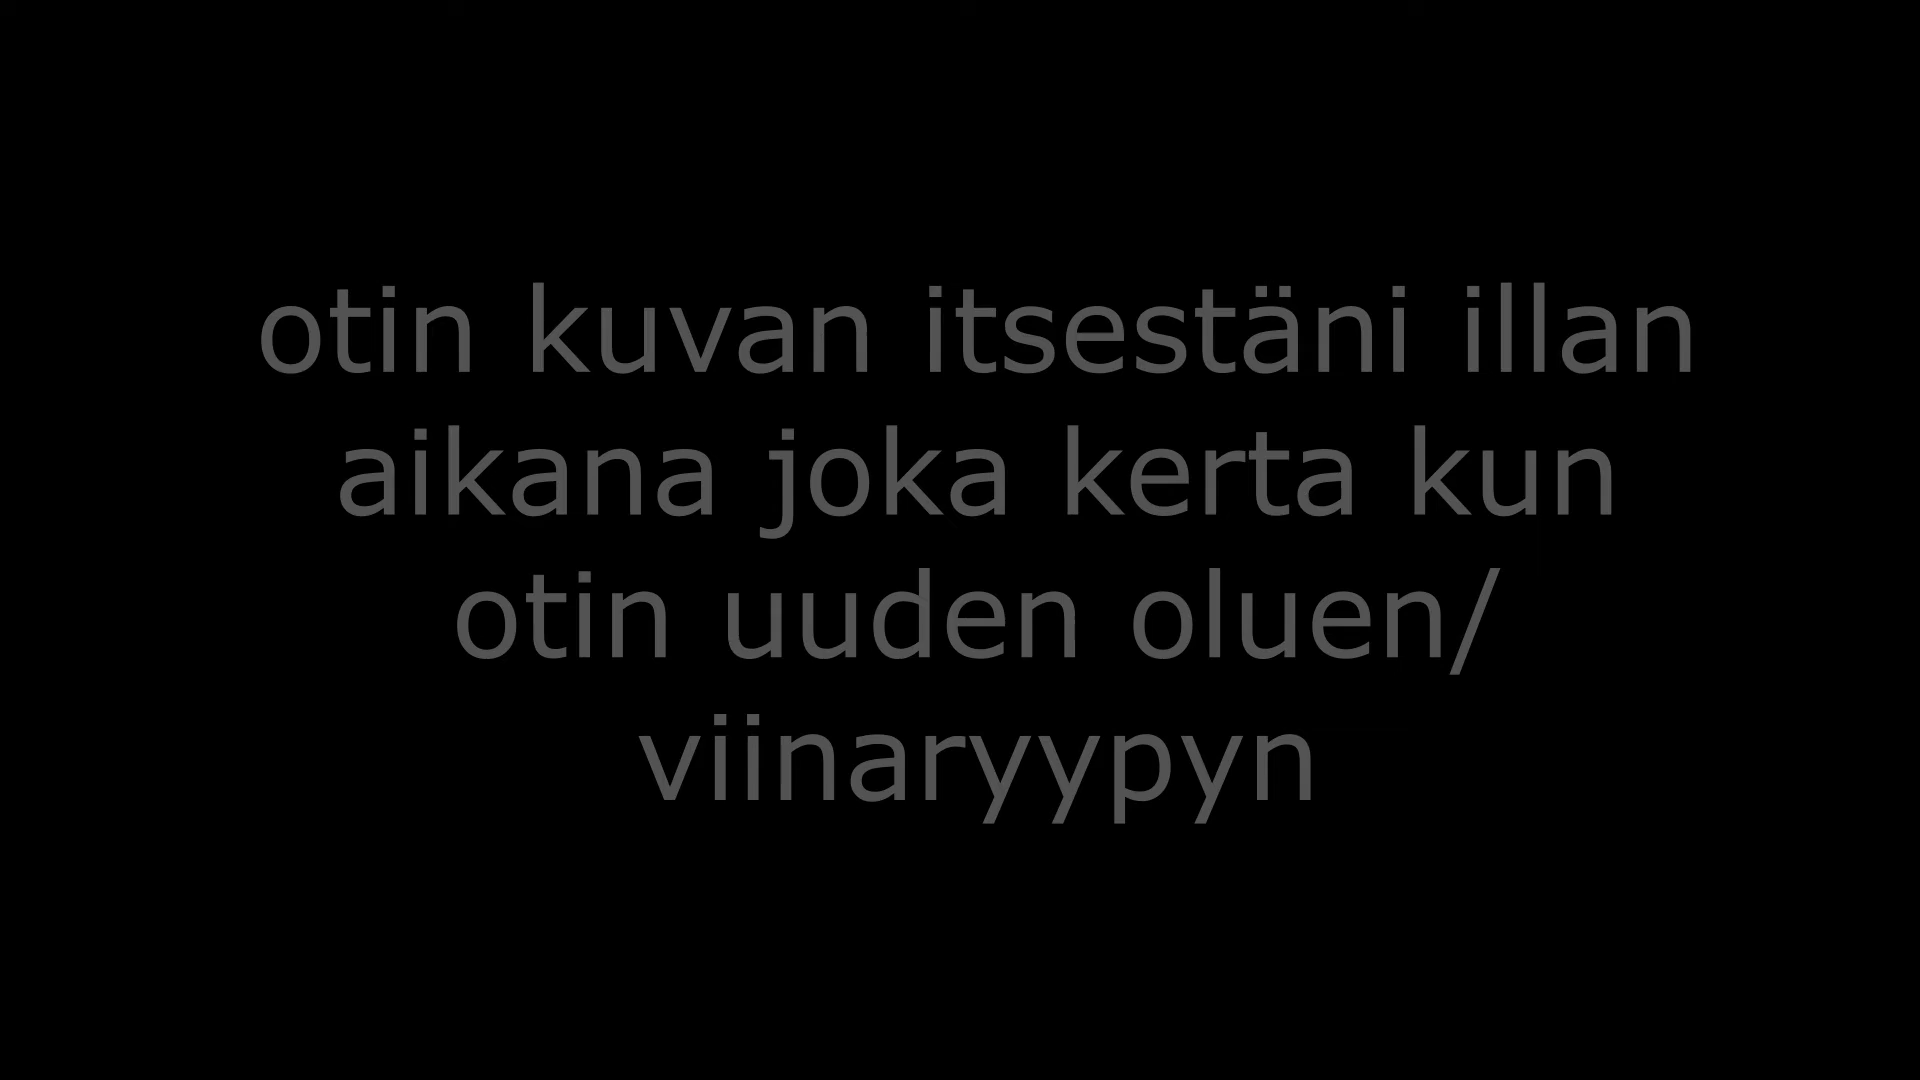 otin kuvan itsestäni illan
aikana joka kerta kun
otin uuden oluen/
viinaryypyn